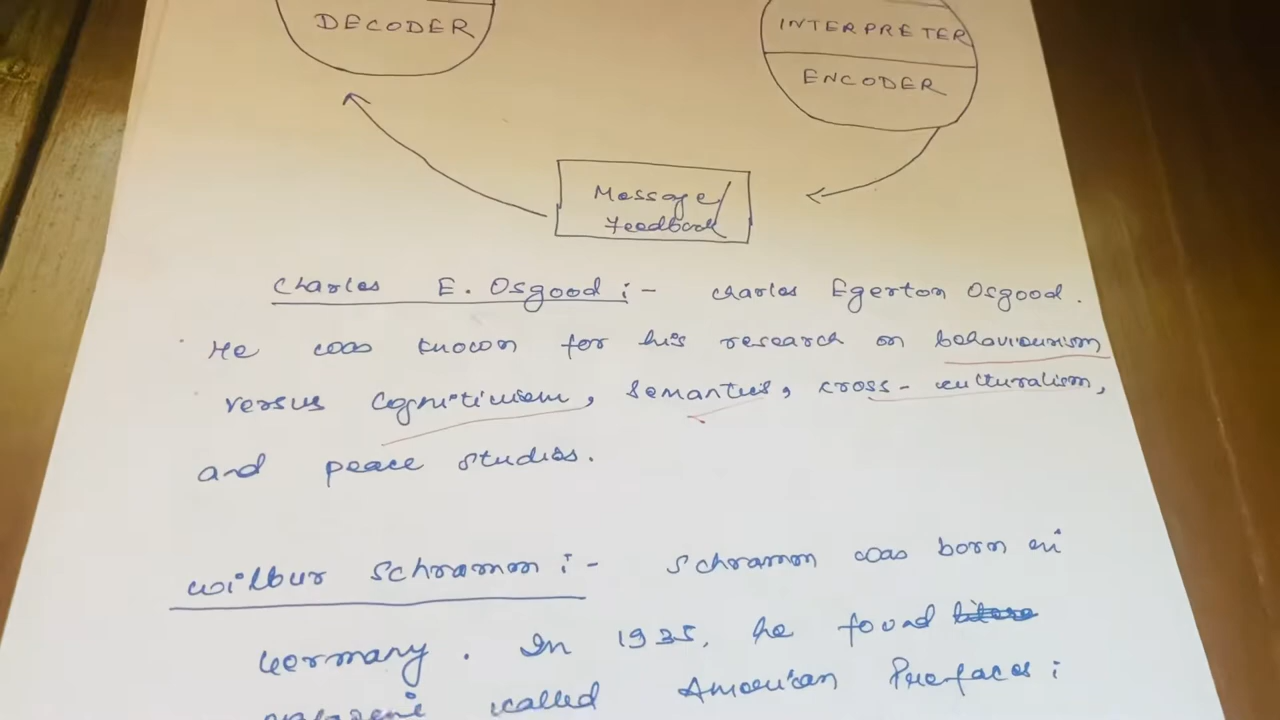 DECODER
INTERPRETER
ENCODER
Message/
Feedback
Charles E. Osgood :- Charles Egerton Osgood.
He was known for his research on behaviourism
versus cognitivism, semantics, cross-culturalism,
and peace studies.
Wilbur Schramm :- Schramm was born in
Germany. In 1935, he found
called American Prefaces :